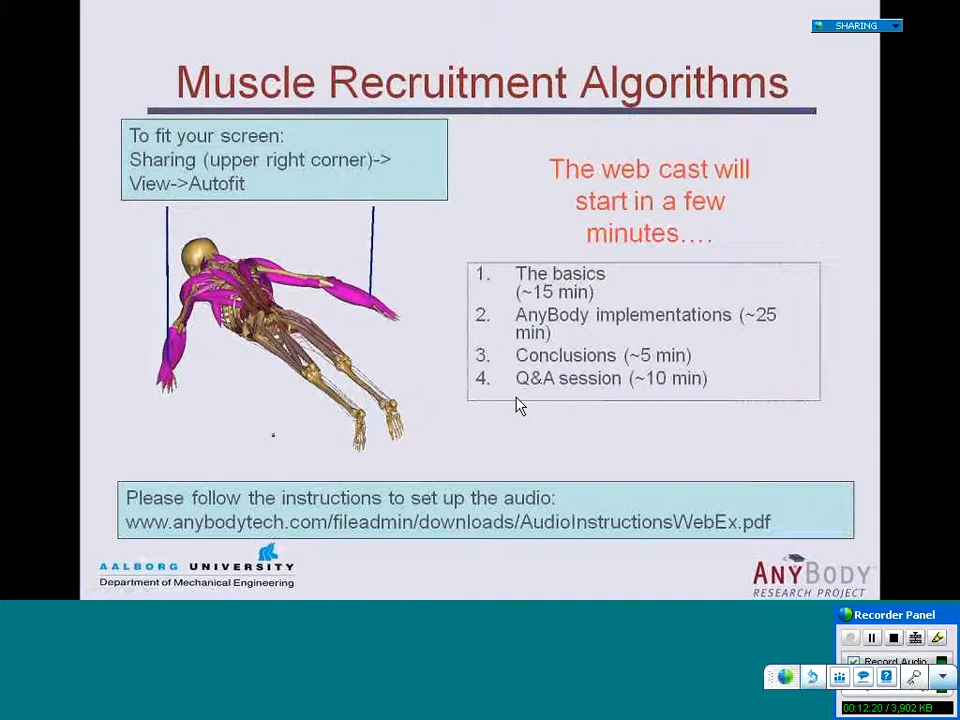 SHARING
Muscle Recruitment Algorithms
To fit your screen:
Sharing (upper right corner)->
View->Autofit
The web cast will
start in a few
minutes….
1. The basics
(~15 min)
2. AnyBody implementations (~25
min)
3. Conclusions (~5 min)
4. Q&A session (~10 min)
Please follow the instructions to set up the audio:
www.anybodytech.com/fileadmin/downloads/AudioInstructionsWebEx.pdf
AALBORG UNIVERSITY
Department of Mechanical Engineering
ANYBODY
RESEARCH PROJECT
Recorder Panel
Record Audio
00:12:20 / 3,902 KB